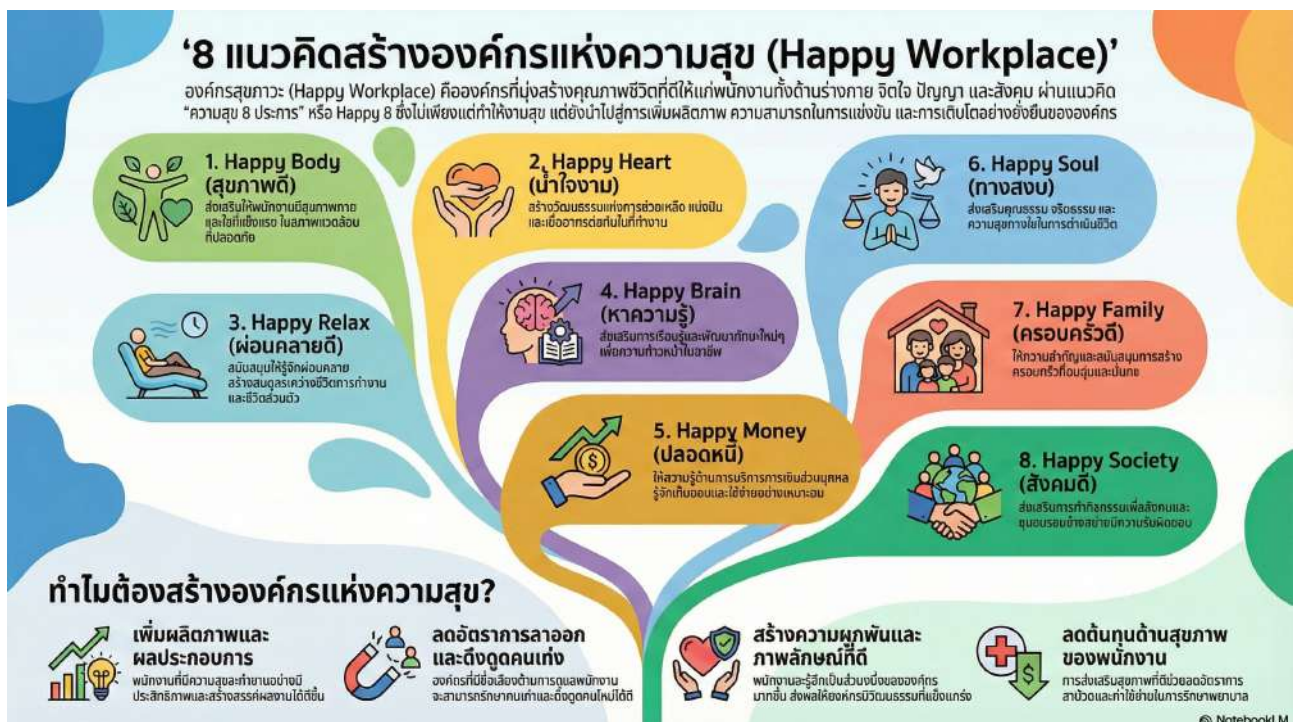 ‘8 แนวคิดสร้างองค์กรแห่งความสุข (Happy Workplace)’
องค์กรสุขภาวะ (Happy Workplace) คือองค์กรที่มุ่งสร้างคุณภาพชีวิตที่ดีให้แก่พนักงานทั้งด้านร่างกาย จิตใจ ปัญญา และสังคม ผ่านแนวคิด
“ความสุข 8 ประการ” หรือ Happy 8 ซึ่งไม่เพียงแต่ทำให้งามสุข แต่ยังนำไปสู่การเพิ่มผลิตภาพ ความสามารถในการแข่งขัน และการเติบโตอย่างยั่งยืนขององค์กร
1. Happy Body
(สุขภาพดี)
ส่งเสริมให้พนักงานมีสุขภาพกาย
และใจที่แข็งแรง ในสภาพแวดล้อม
ที่ปลอดภัย
2. Happy Heart
(น้ำใจงาม)
สร้างวัฒนธรรมแห่งการช่วยเหลือ แบ่งปัน
และเอื้ออาทรต่อกันในที่ทำงาน
3. Happy Relax
(ผ่อนคลายดี)
สนับสนุนให้รู้จักผ่อนคลาย
สร้างสมดุลระหว่างชีวิตการทำงาน
และชีวิตส่วนตัว
4. Happy Brain
(หาความรู้)
ส่งเสริมการเรียนรู้และพัฒนาทักษะใหม่ๆ
เพื่อความก้าวหน้าในอาชีพ
5. Happy Money
(ปลอดหนี้)
ให้ความรู้ด้านการบริการการเงินส่วนบุคคล
รู้จักเก็บออมและใช้จ่ายอย่างเหมาะสม
6. Happy Soul
(ทางสงบ)
ส่งเสริมคุณธรรม จริยธรรม และ
ความสุขทางใจในการดำเนินชีวิต
7. Happy Family
(ครอบครัวดี)
ให้ความสำคัญและสนับสนุนการสร้าง
ครอบครัวที่อบอุ่นและมั่นคง
8. Happy Society
(สังคมดี)
ส่งเสริมการทำกิจกรรมเพื่อสังคมและ
ความรับผิดชอบ
ทำไมต้องสร้างองค์กรแห่งความสุข?
เพิ่มผลิตภาพและ
ผลประกอบการ
พนักงานที่มีความสุขจะทำงานอย่างมี
ประสิทธิภาพและสร้างสรรค์ผลงานได้ดีขึ้น
ลดอัตราการลาออก
และดึงดูดคนเก่ง
องค์กรที่มีชื่อเสียงด้านการดูแลพนักงาน
จะสามารถรักษาคนเก่าและดึงดูดคนใหม่ได้ดี
สร้างความผูกพันและ
ภาพลักษณ์ที่ดี
พนักงานจะรู้สึกเป็นส่วนหนึ่งขององค์กร
มากขึ้น ส่งผลให้องค์กรมีวัฒนธรรมที่แข็งแกร่ง
ลดต้นทุนด้านสุขภาพ
ของพนักงาน
การส่งเสริมสุขภาพที่ดีช่วยลดอัตราการ
ลาป่วยและค่าใช้จ่ายในการรักษาพยาบาล
NotebookLM